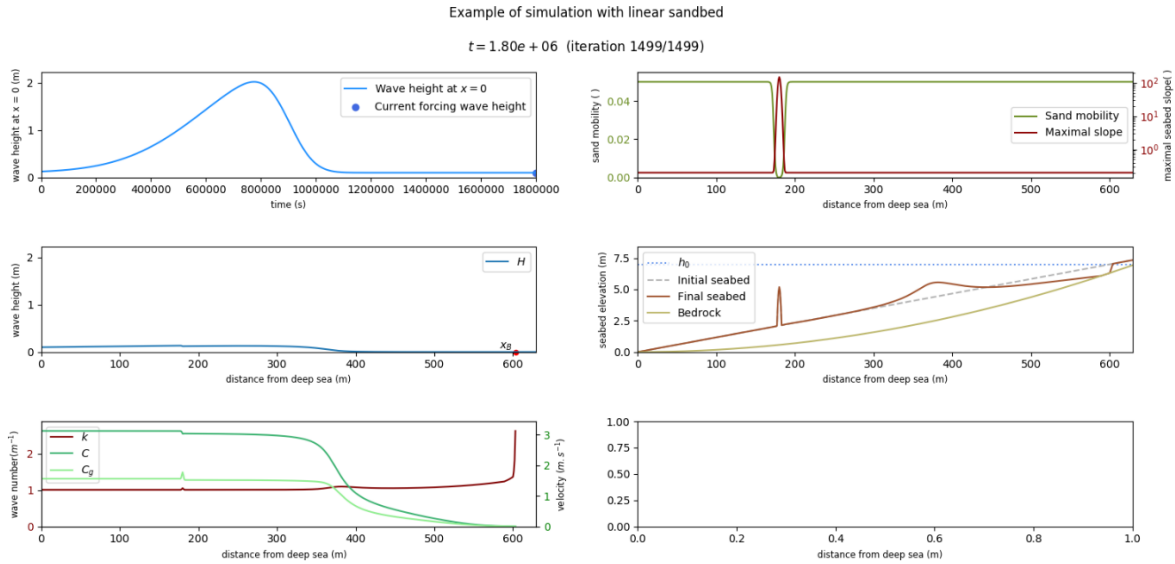 Example of simulation with linear sandbed
t = 1.80e + 06 (iteration 1499/1499)
wave height at x = 0 (m)
2
1
0
Wave height at x = 0
Current forcing wave height
0 200000 400000 600000 800000 1000000 1200000 1400000 1600000 1800000
time (s)
sand mobility ( )
0.04
0.02
0.00
Sand mobility
Maximal slope
10²
10¹
10⁰
maximal seabed slope( )
0 100 200 300 400 500 600
distance from deep sea (m)
wave height (m)
2
1
0
H
x_B
0 100 200 300 400 500 600
distance from deep sea (m)
seabed elevation (m)
7.5
5.0
2.5
0.0
h₀
Initial seabed
Final seabed
Bedrock
0 100 200 300 400 500 600
distance from deep sea (m)
wave number(m⁻¹)
2
1
0
k
C
C_g
3
2
1
0
velocity (m.s⁻¹)
0 100 200 300 400 500 600
distance from deep sea (m)
1.00
0.75
0.50
0.25
0.00
0.0 0.2 0.4 0.6 0.8 1.0
distance from deep sea (m)